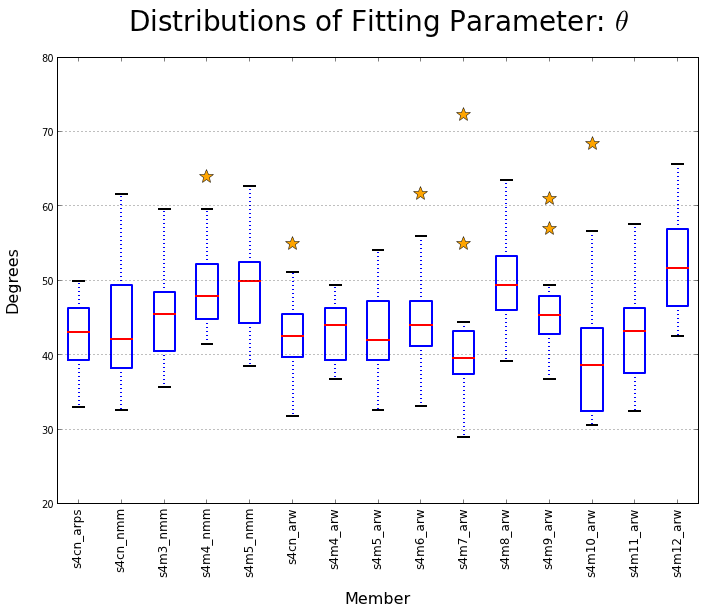 Distributions of Fitting Parameter: θ
80
70
60
50
40
30
20
Degrees
s4cn_arps
s4cn_nmm
s4m3_nmm
s4m4_nmm
s4m5_nmm
s4cn_arw
s4m4_arw
s4m5_arw
s4m6_arw
s4m7_arw
s4m8_arw
s4m9_arw
s4m10_arw
s4m11_arw
s4m12_arw
Member